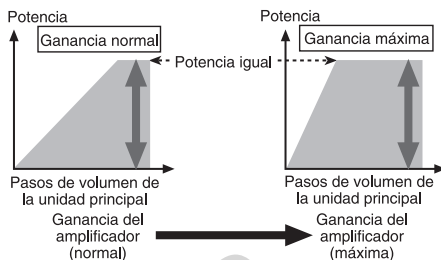 Potencia
Ganancia normal
Potencia igual
Potencia
Ganancia máxima
Pasos de volumen de
la unidad principal
Pasos de volumen de
la unidad principal
Ganancia del
amplificador
(normal)
Ganancia del
amplificador
(máxima)